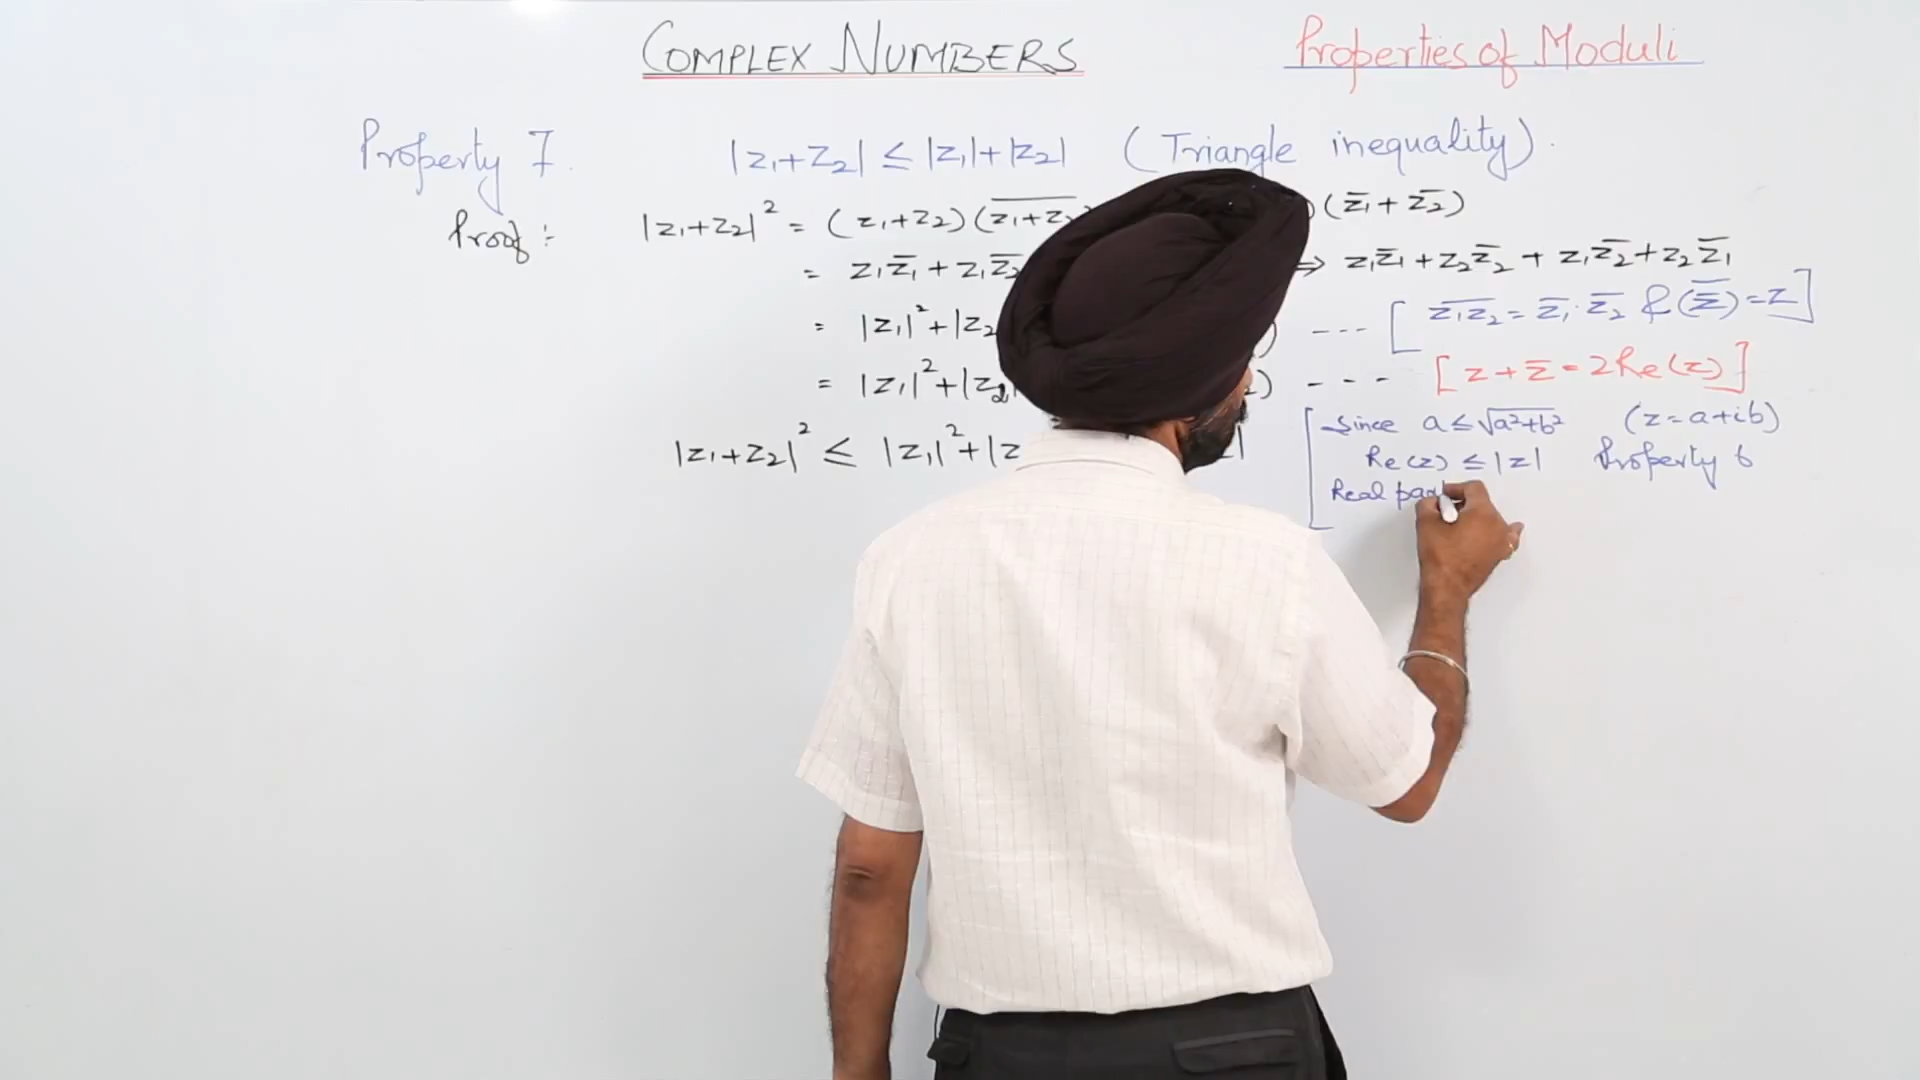 COMPLEX NUMBERS
Properties of Moduli
Property 7. |z₁+z₂| ≤ |z₁|+|z₂| (Triangle inequality).
Proof :- |z₁+z₂|² = (z₁+z₂)(z̅₁̅+̅z̅₂̅ )(z̅₁ + z̅₂)
= z₁z̅₁ + z₁z̅₂ ⇒ z₁z̅₁ + z₂z̅₂ + z₁z̅₂ + z₂z̅₁
= |z₁|² + |z₂ ) --- [ z̅₁̅z̅₂̅ = z̅₁· z̅₂ & (z̅̅) = z ]
= |z₁|² + |z₂| ₂) --- [z + z̅ = 2Re(z)]
|z₁+z₂|² ≤ |z₁|² + |z |
[ Since a ≤ √a²+b² (z=a+ib)
Re(z) ≤ |z| Property 6
Real part